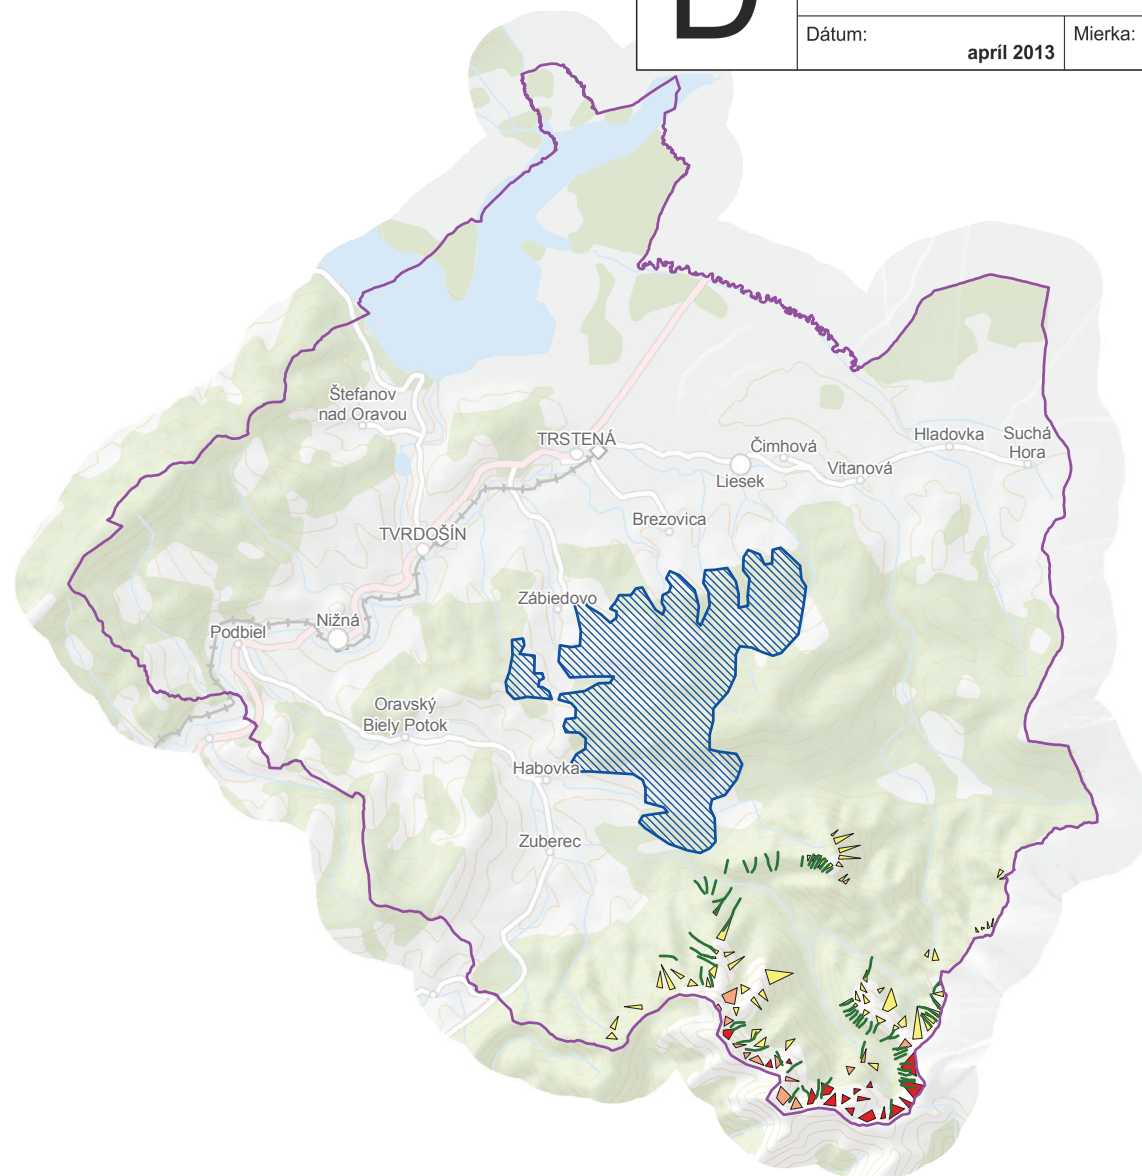 D
Dátum:
apríl 2013
Mierka:
Štefanov
nad Oravou
TRSTENÁ
Čimhová
Hladovka
Suchá
Hora
Liesek
Vitanová
Brezovica
TVRDOŠÍN
Zábiedovo
Nižná
Podbiel
Oravský
Biely Potok
Habovka
Zuberec